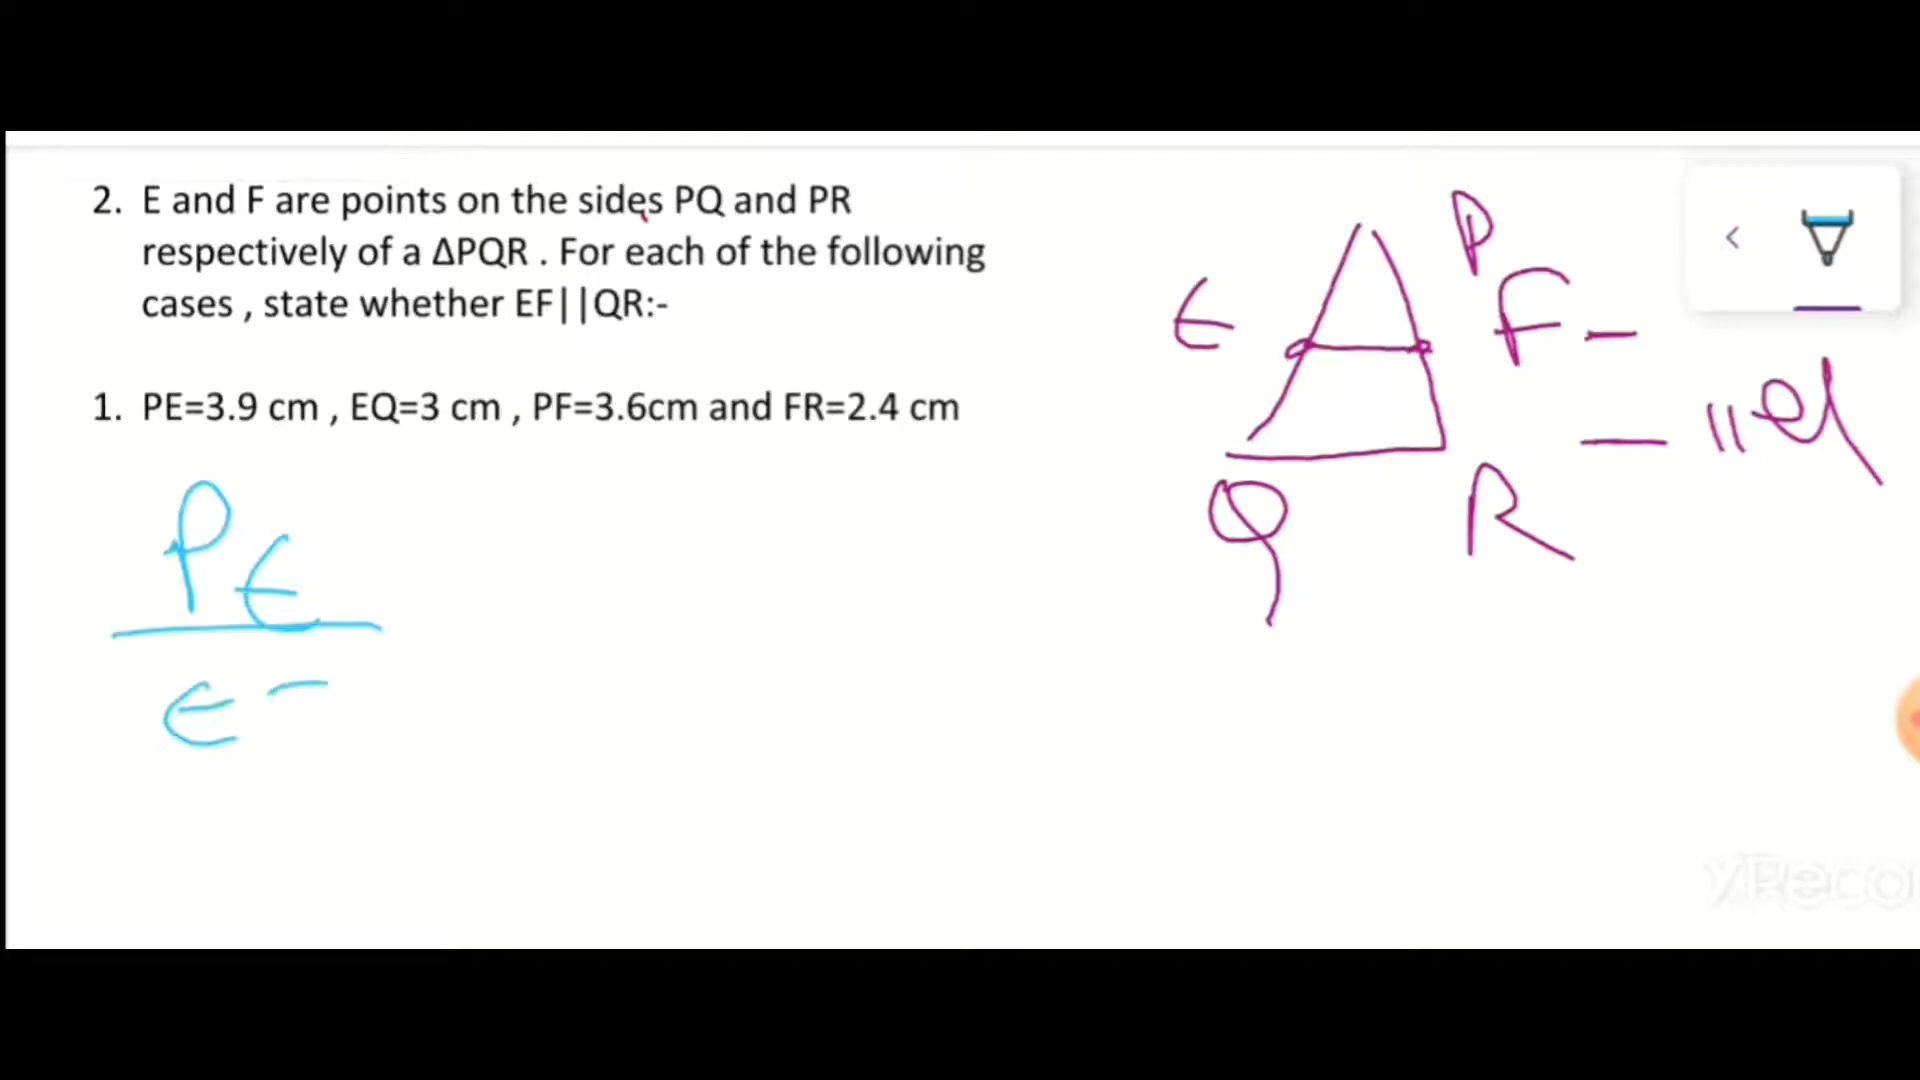 2. E and F are points on the sides PQ and PR
respectively of a ΔPQR . For each of the following
cases , state whether EF||QR:-
1. PE=3.9 cm , EQ=3 cm , PF=3.6cm and FR=2.4 cm
P
E F
||el
Q R
PE
E